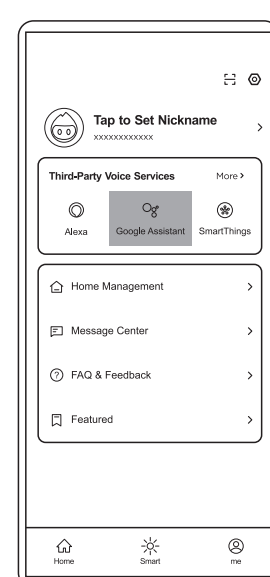 Tap to Set Nickname
xxxxxxxxxxxx
Third-Party Voice Services More
Alexa Google Assistant SmartThings
Home Management
Message Center
FAQ & Feedback
Featured
Home Smart me